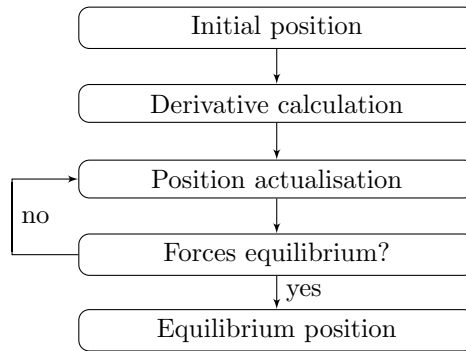 Initial position
Derivative calculation
Position actualisation
no
Forces equilibrium?
yes
Equilibrium position